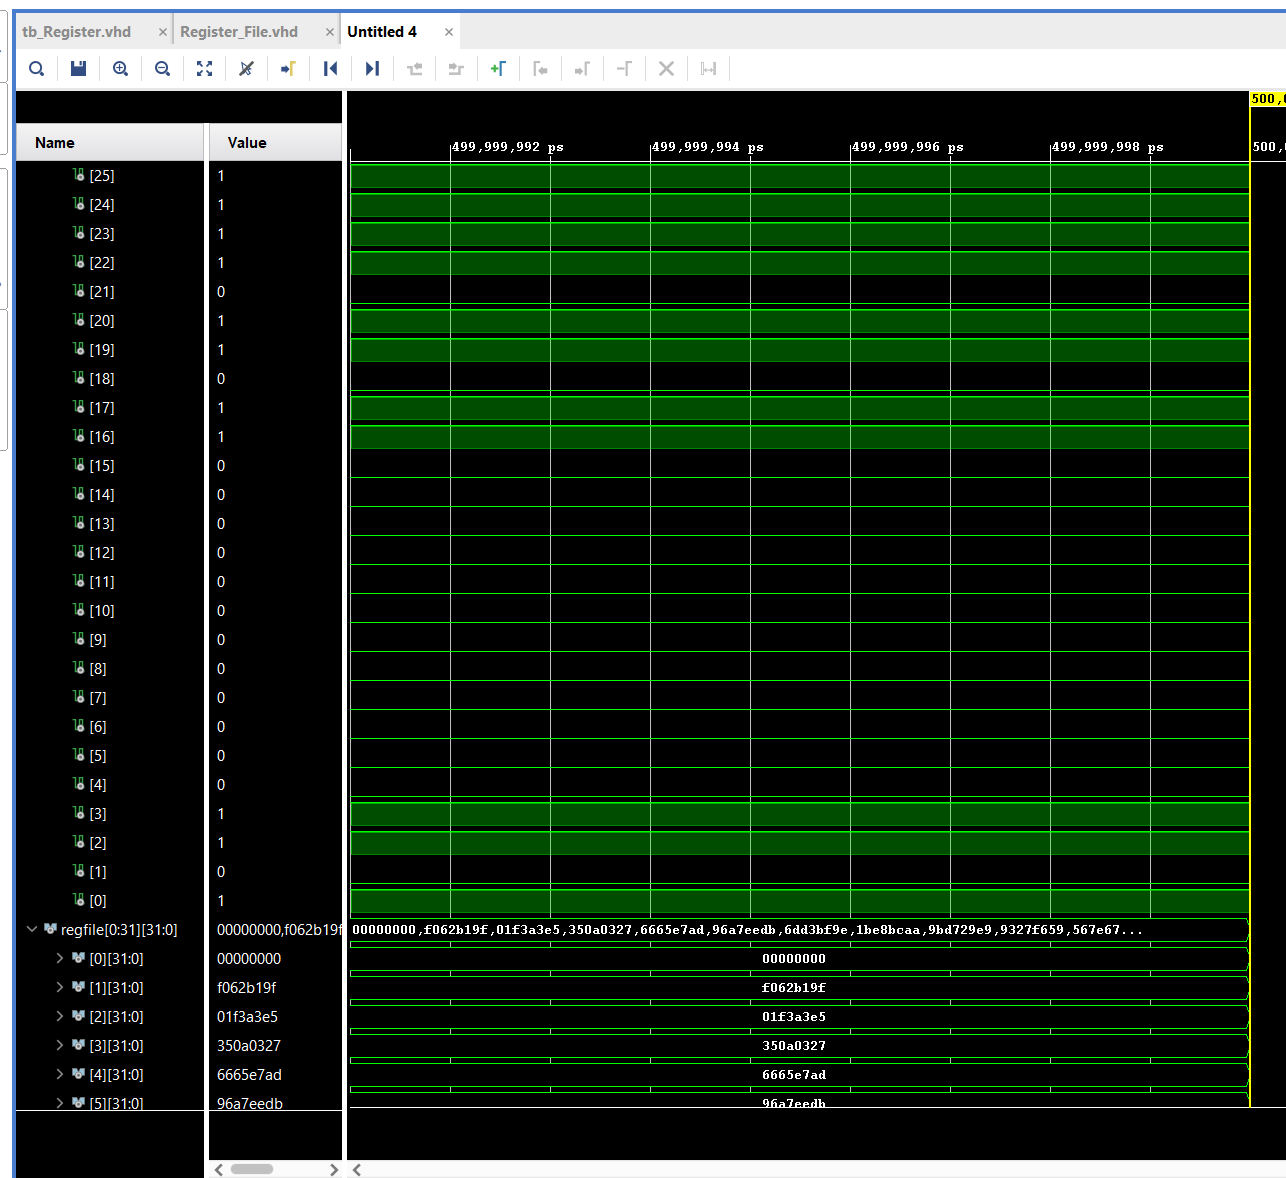 tb_Register.vhd × Register_File.vhd × Untitled 4 ×
500,
Name Value
499,999,992 ps 499,999,994 ps 499,999,996 ps 499,999,998 ps 500,
[25] 1
[24] 1
[23] 1
[22] 1
[21] 0
[20] 1
[19] 1
[18] 0
[17] 1
[16] 1
[15] 0
[14] 0
[13] 0
[12] 0
[11] 0
[10] 0
[9] 0
[8] 0
[7] 0
[6] 0
[5] 0
[4] 0
[3] 1
[2] 1
[1] 0
[0] 1
regfile[0:31][31:0] 00000000,f062b19f 00000000,f062b19f,01f3a3e5,350a0327,6665e7ad,96a7eedb,6dd3bf9e,1be8bcaa,9bd729e9,9327f659,567e67...
[0][31:0] 00000000 00000000
[1][31:0] f062b19f f062b19f
[2][31:0] 01f3a3e5 01f3a3e5
[3][31:0] 350a0327 350a0327
[4][31:0] 6665e7ad 6665e7ad
[5][31:0] 96a7eedb 96a7eedb